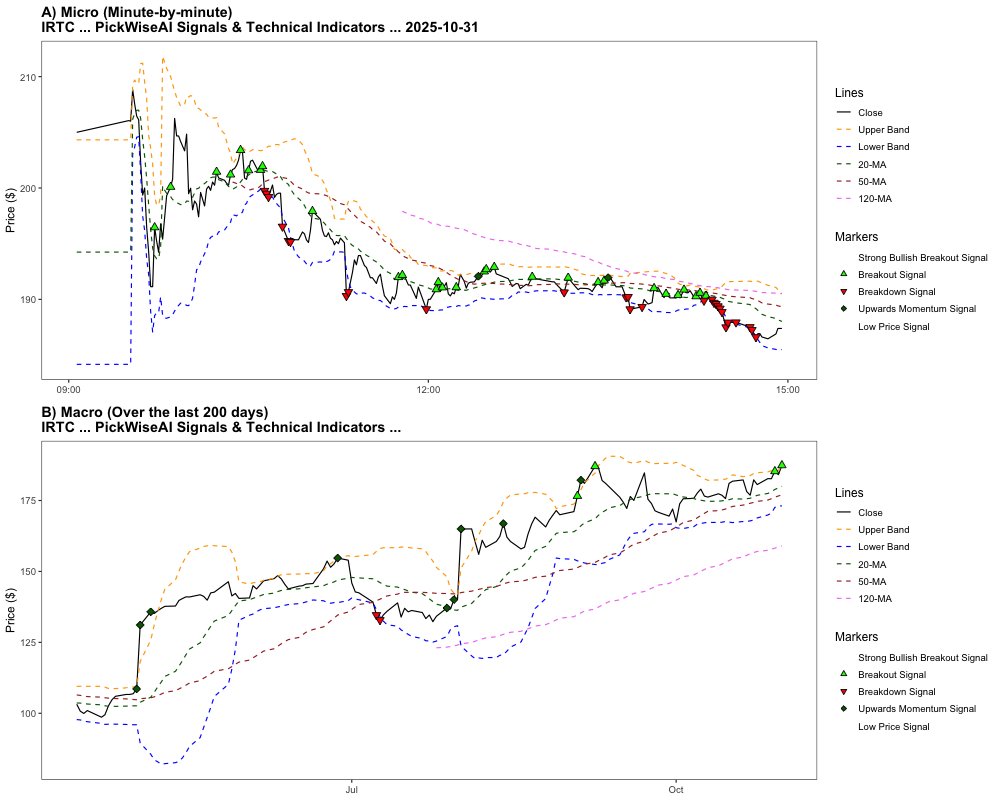 A) Micro (Minute-by-minute)
IRTC ... PickWiseAI Signals & Technical Indicators ... 2025-10-31
Price ($)
210
200
190
09:00
12:00
15:00
Lines
Close
Upper Band
Lower Band
20-MA
50-MA
120-MA
Markers
Strong Bullish Breakout Signal
Breakout Signal
Breakdown Signal
Upwards Momentum Signal
Low Price Signal
B) Macro (Over the last 200 days)
IRTC ... PickWiseAI Signals & Technical Indicators ...
Price ($)
175
150
125
100
Jul
Oct
Lines
Close
Upper Band
Lower Band
20-MA
50-MA
120-MA
Markers
Strong Bullish Breakout Signal
Breakout Signal
Breakdown Signal
Upwards Momentum Signal
Low Price Signal